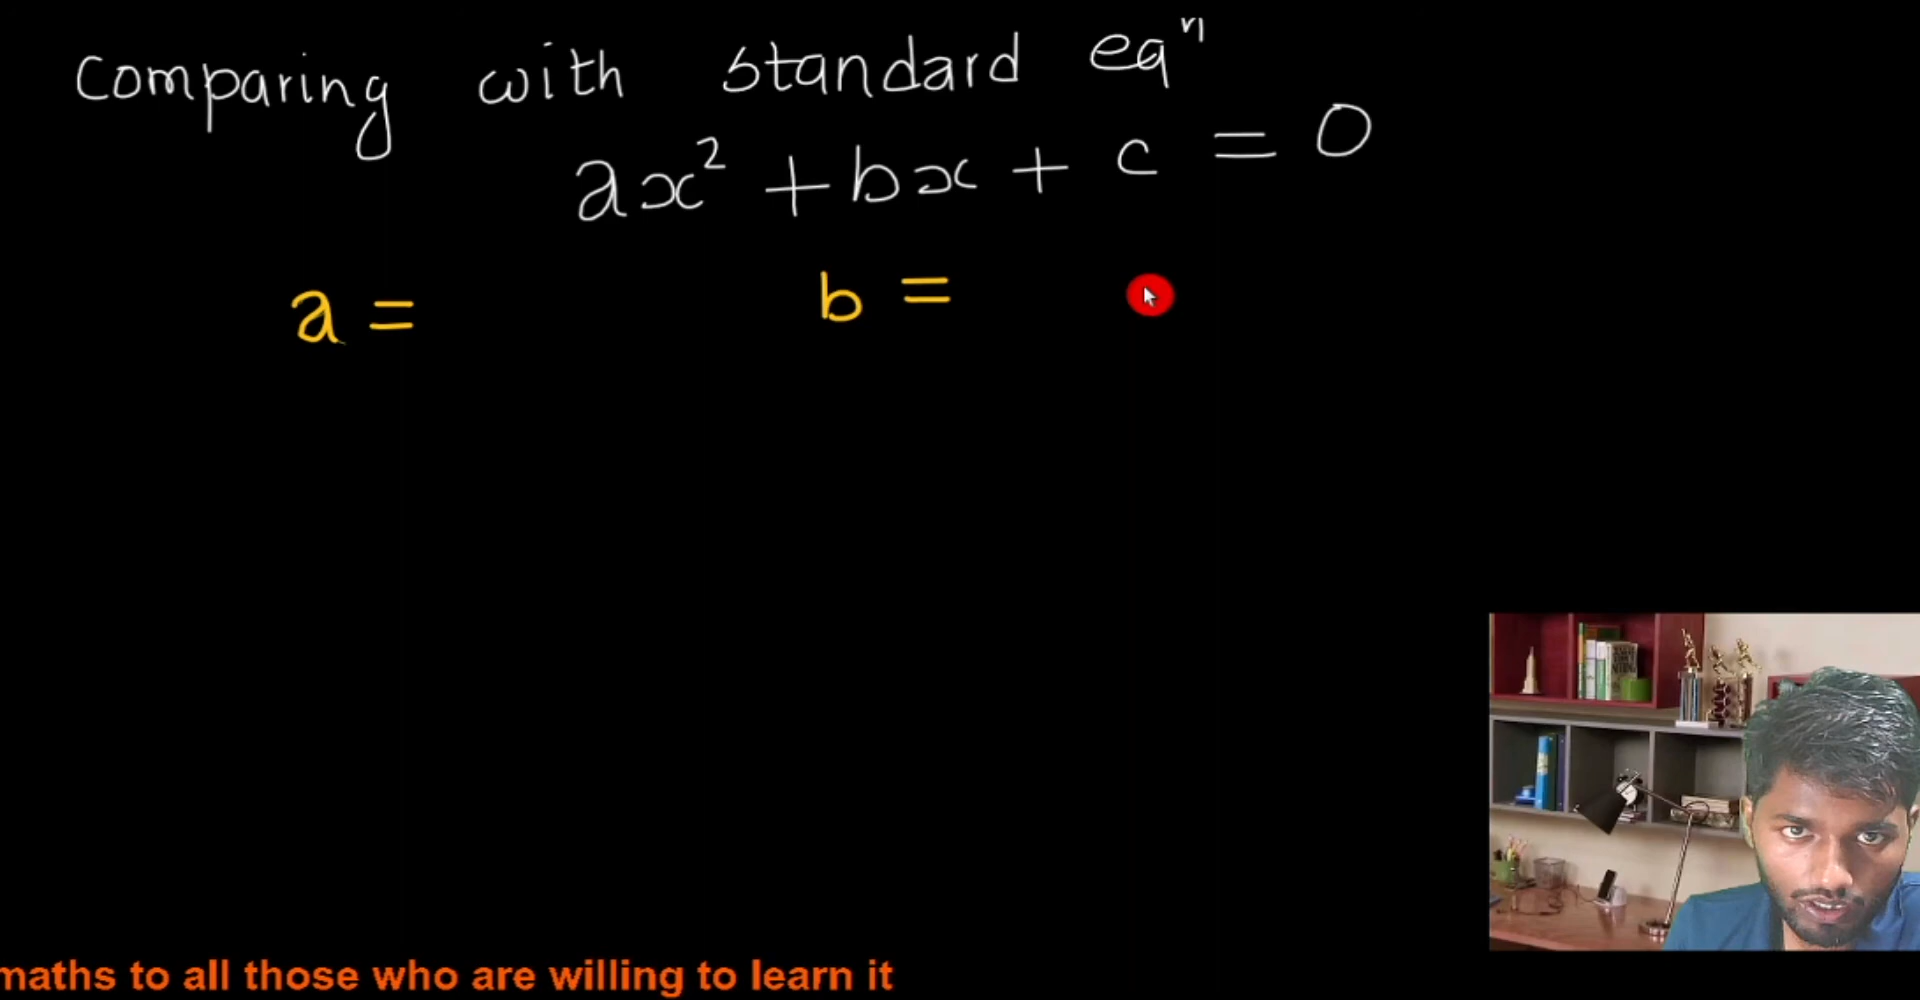 comparing with standard eqⁿ
ax² + bx + c = 0
a = b =
maths to all those who are willing to learn it